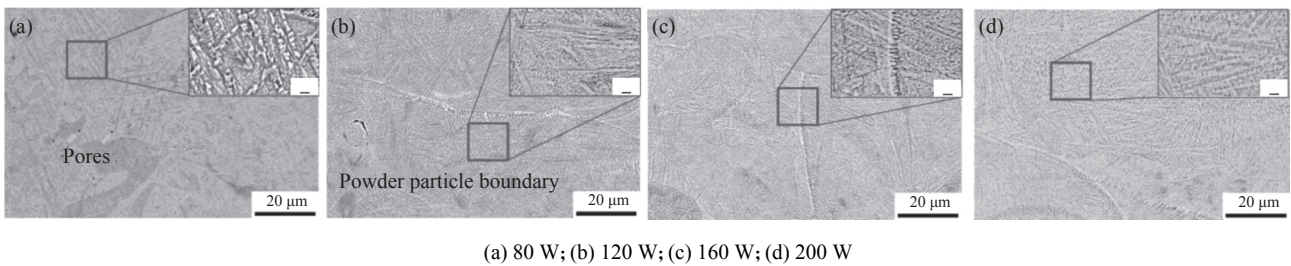 (a)
(b)
(c)
(d)
Pores
Powder particle boundary
20 μm
20 μm
20 μm
20 μm
(a) 80 W; (b) 120 W; (c) 160 W; (d) 200 W